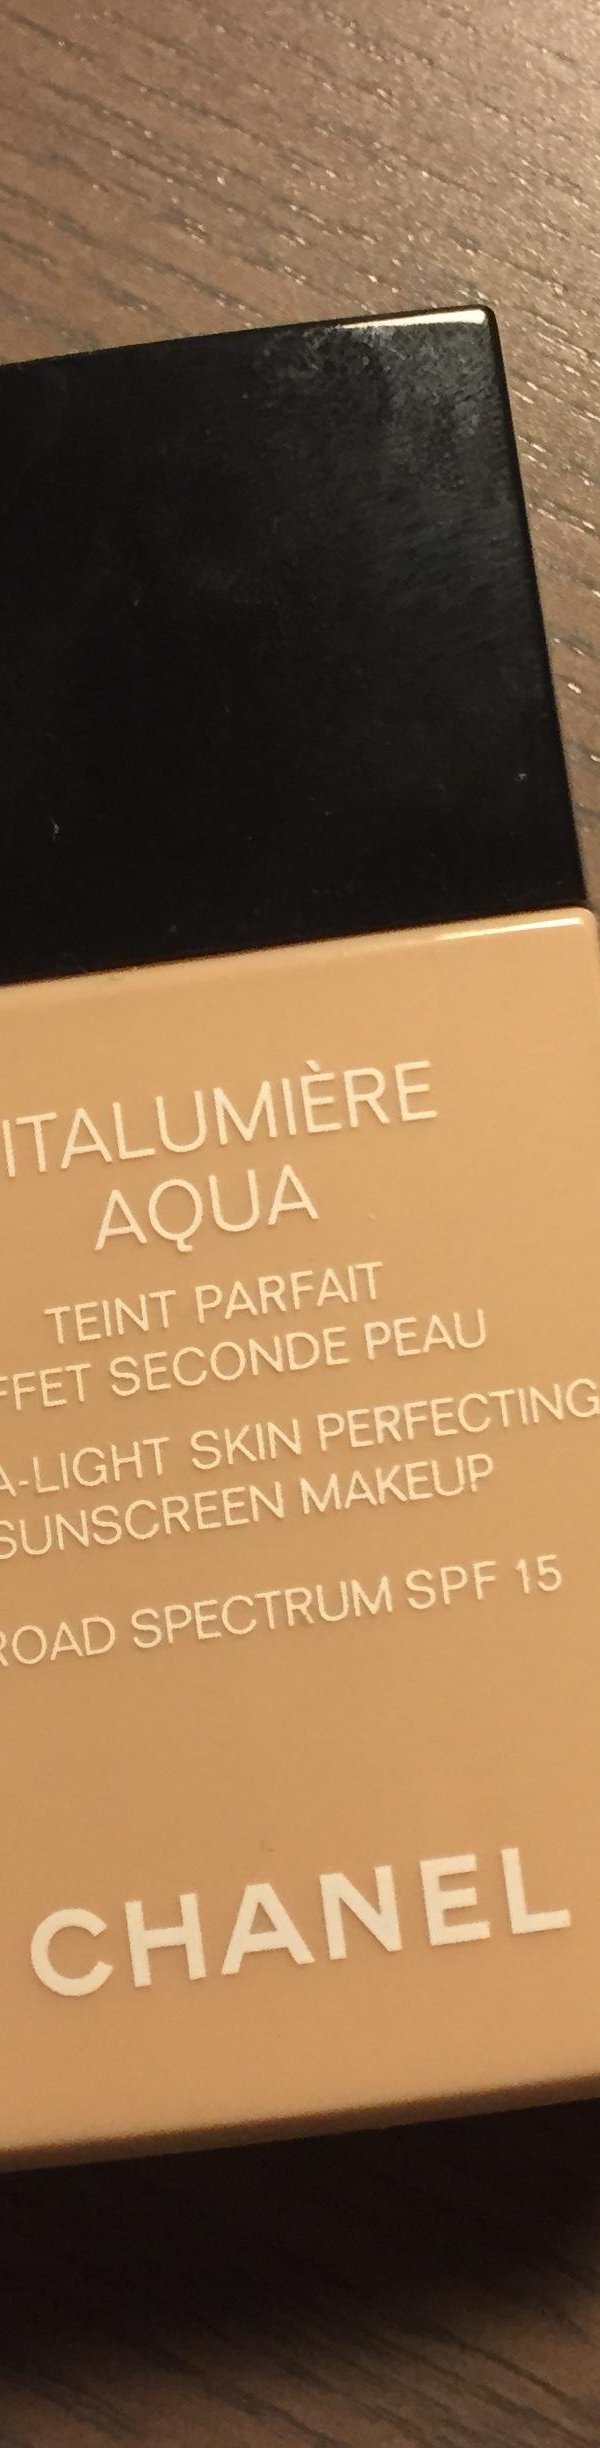 ITALUMIÈRE
AQUA
TEINT PARFAIT
FFET SECONDE PEAU
A-LIGHT SKIN PERFECTING
SUNSCREEN MAKEUP
ROAD SPECTRUM SPF 15
CHANEL